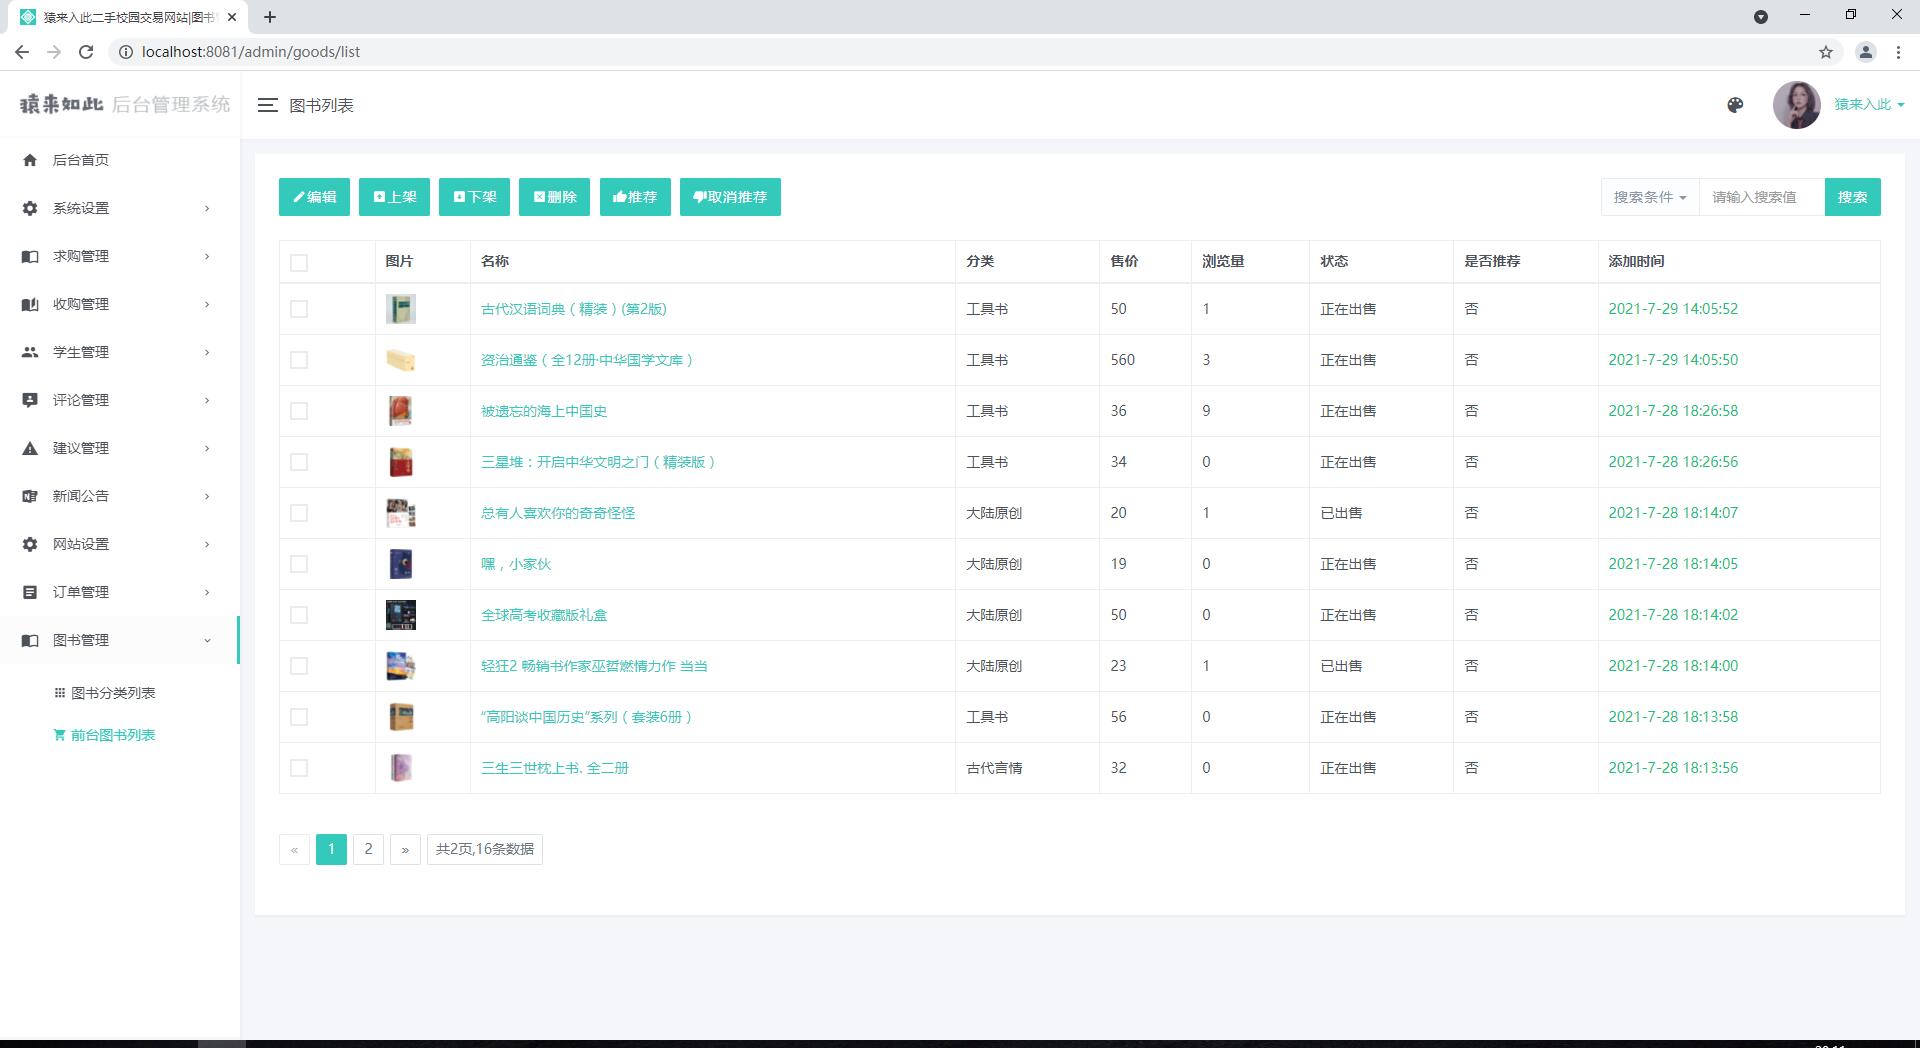 猿来入此二手校园交易网站|图书
localhost:8081/admin/goods/list
猿来如此 后台管理系统
图书列表
猿来入此
后台首页
系统设置
求购管理
收购管理
学生管理
评论管理
建议管理
新闻公告
网站设置
订单管理
图书管理
图书分类列表
前台图书列表
编辑 上架 下架 删除 推荐 取消推荐
搜索条件 请输入搜索值 搜索
图片 名称 分类 售价 浏览量 状态 是否推荐 添加时间
古代汉语词典（精装）(第2版) 工具书 50 1 正在出售 否 2021-7-29 14:05:52
资治通鉴（全12册·中华国学文库） 工具书 560 3 正在出售 否 2021-7-29 14:05:50
被遗忘的海上中国史 工具书 36 9 正在出售 否 2021-7-28 18:26:58
三星堆：开启中华文明之门（精装版） 工具书 34 0 正在出售 否 2021-7-28 18:26:56
总有人喜欢你的奇奇怪怪 大陆原创 20 1 已出售 否 2021-7-28 18:14:07
嘿，小家伙 大陆原创 19 0 正在出售 否 2021-7-28 18:14:05
全球高考收藏版礼盒 大陆原创 50 0 正在出售 否 2021-7-28 18:14:02
轻狂2 畅销书作家巫哲燃情力作 当当 大陆原创 23 1 已出售 否 2021-7-28 18:14:00
“高阳谈中国历史”系列（套装6册） 工具书 56 0 正在出售 否 2021-7-28 18:13:58
三生三世枕上书. 全二册 古代言情 32 0 正在出售 否 2021-7-28 18:13:56
« 1 2 » 共2页,16条数据